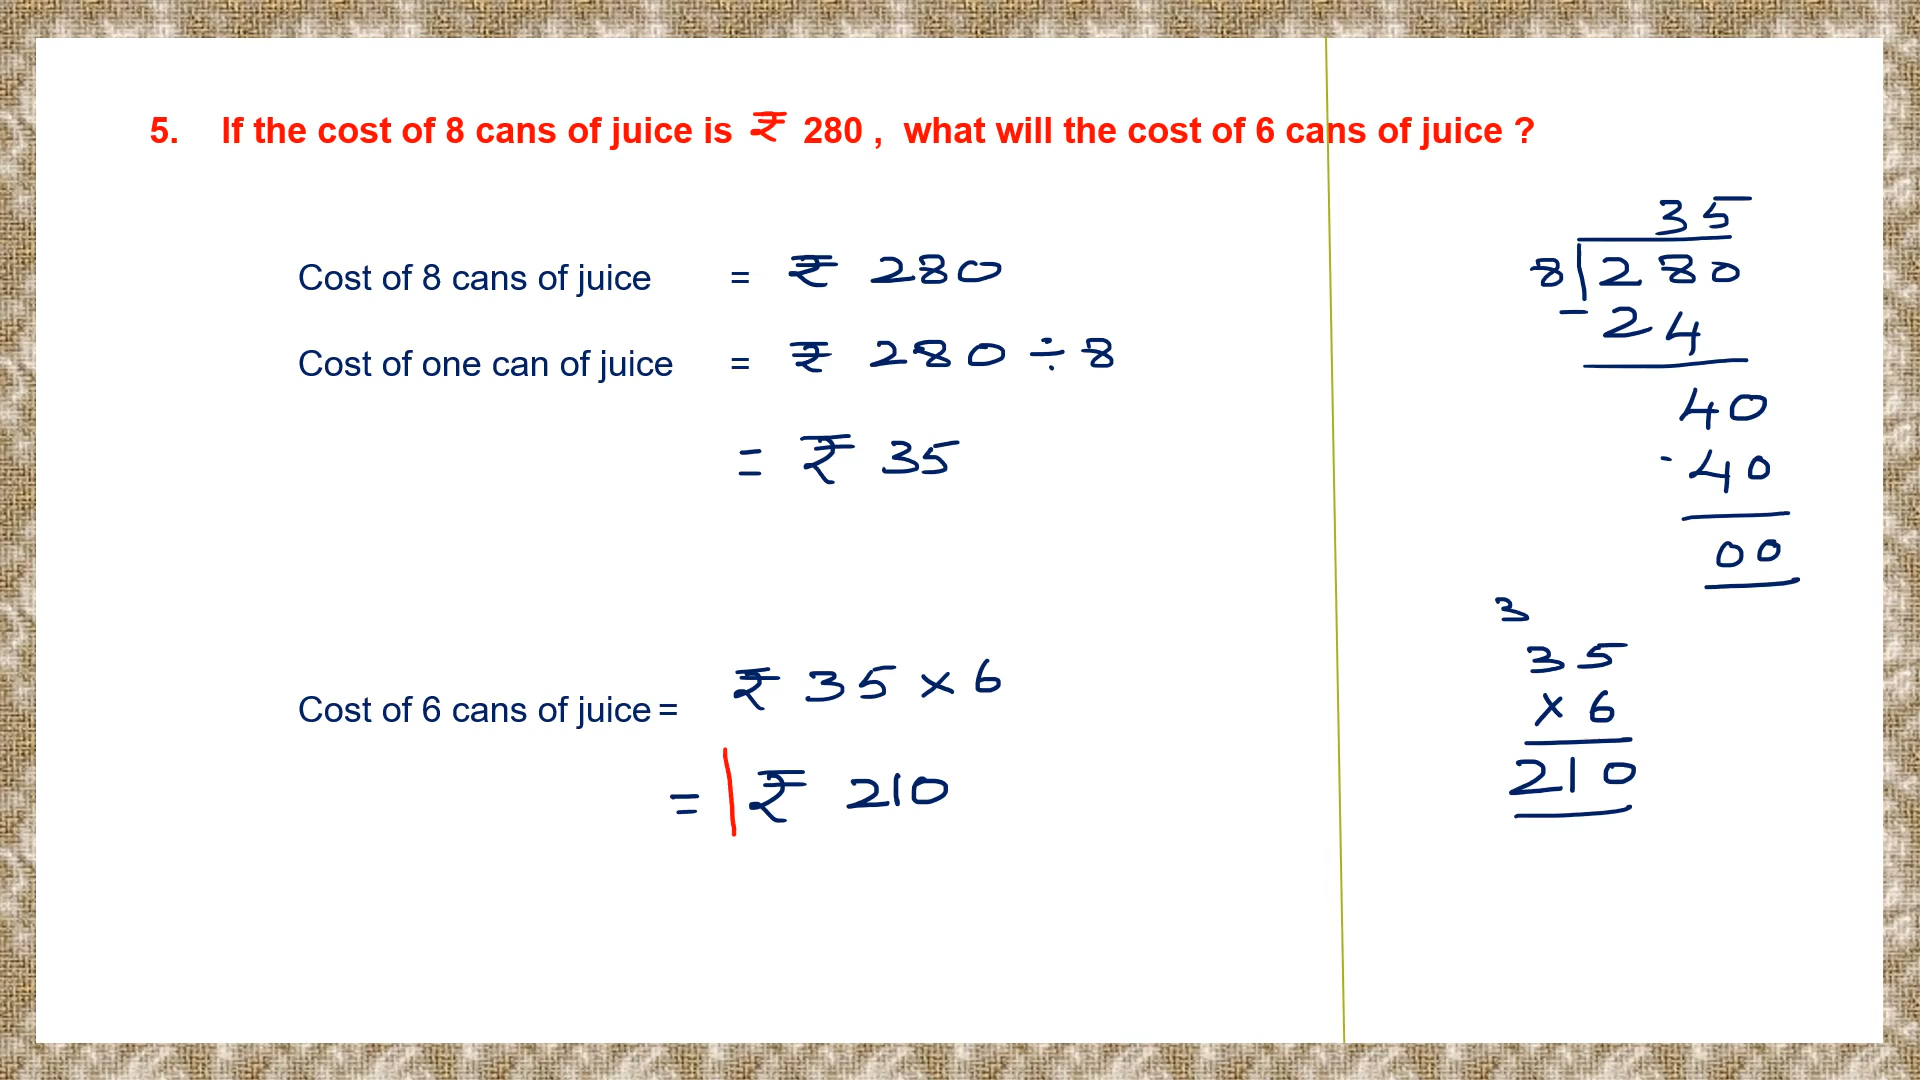 5. If the cost of 8 cans of juice is ₹ 280 , what will the cost of 6 cans of juice ?
Cost of 8 cans of juice = ₹ 280
Cost of one can of juice = ₹ 280 ÷ 8
= ₹ 35
Cost of 6 cans of juice = ₹ 35 × 6
= ₹ 210
35
8 280
- 24
40
- 40
00
3
35
× 6
210